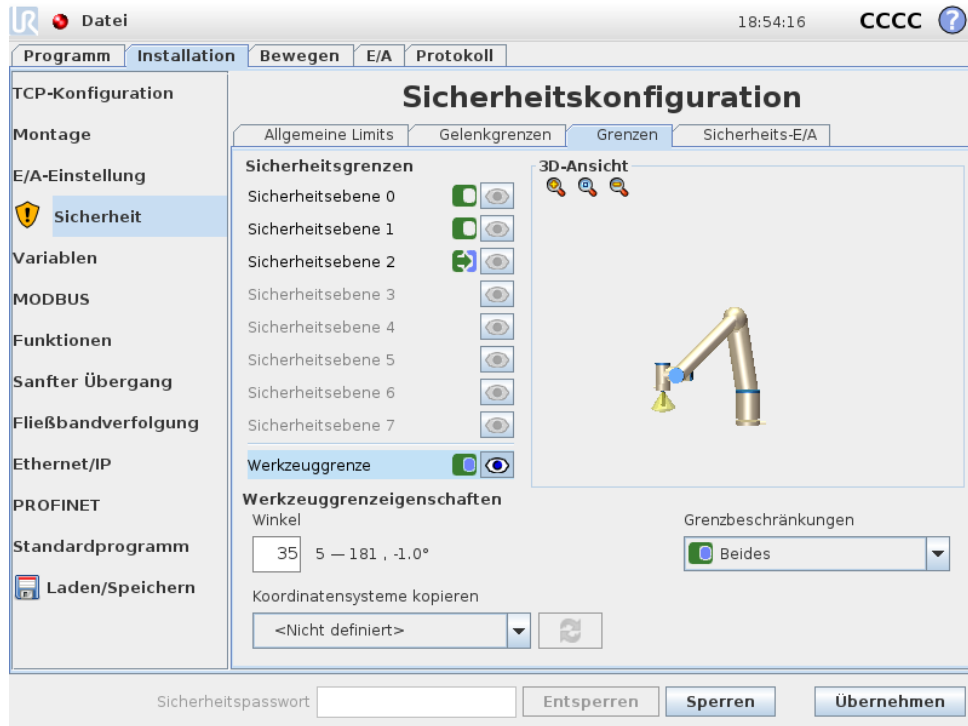 UR Datei 18:54:16 CCCC ?
Programm Installation Bewegen E/A Protokoll
TCP-Konfiguration
Montage
E/A-Einstellung
Sicherheit
Variablen
MODBUS
Funktionen
Sanfter Übergang
Fließbandverfolgung
Ethernet/IP
PROFINET
Standardprogramm
Laden/Speichern
Sicherheitskonfiguration
Allgemeine Limits Gelenkgrenzen Grenzen Sicherheits-E/A
Sicherheitsgrenzen
Sicherheitsebene 0
Sicherheitsebene 1
Sicherheitsebene 2
Sicherheitsebene 3
Sicherheitsebene 4
Sicherheitsebene 5
Sicherheitsebene 6
Sicherheitsebene 7
Werkzeuggrenze
3D-Ansicht
Werkzeuggrenzeigenschaften
Winkel
35 5 — 181 , -1.0°
Grenzbeschränkungen
Beides
Koordinatensysteme kopieren
<Nicht definiert>
Sicherheitspasswort Entsperren Sperren Übernehmen